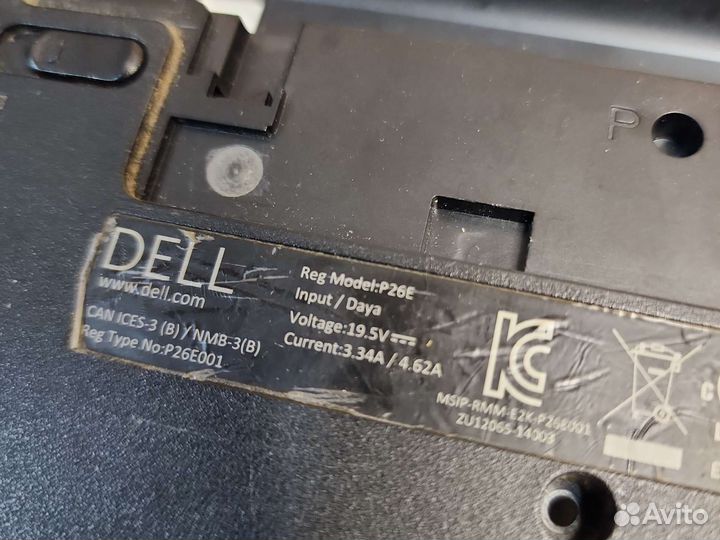 P
DELL
www.dell.com
CAN ICES-3 (B) / NMB-3(B)
Reg Type No:P26E001
Reg Model:P26E
Input / Daya
Voltage:19.5V
Current:3.34A / 4.62A
KC
MSIP-RMM-E2K-P26E001
ZU12065-14003
Avito